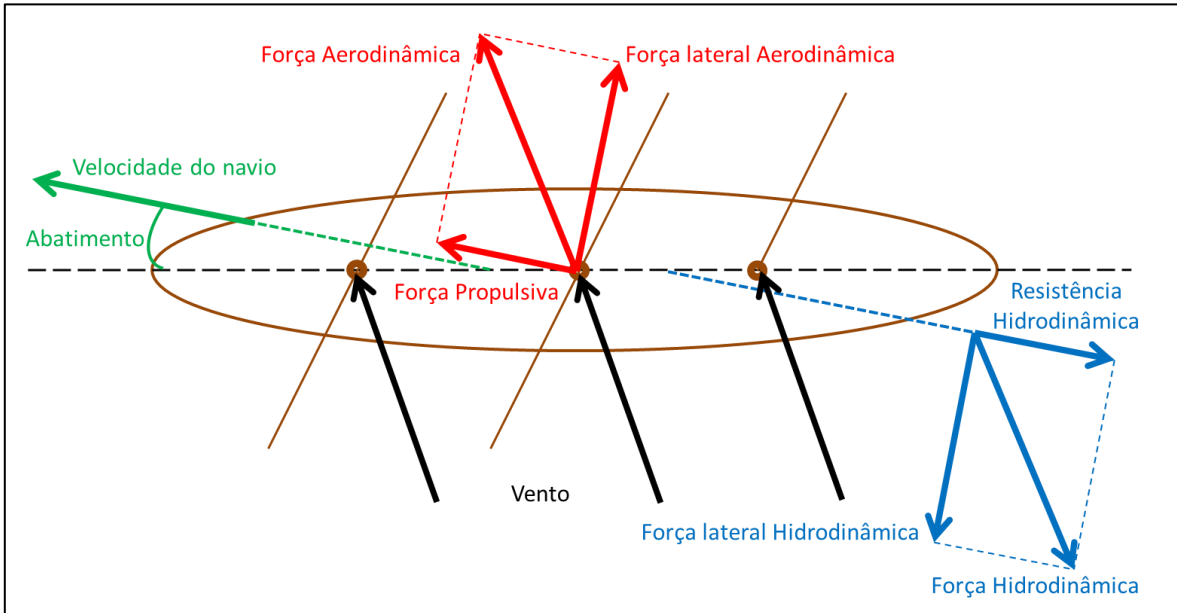 Força Aerodinâmica
Força lateral Aerodinâmica
Velocidade do navio
Abatimento
Força Propulsiva
Resistência
Hidrodinâmica
Vento
Força lateral Hidrodinâmica
Força Hidrodinâmica